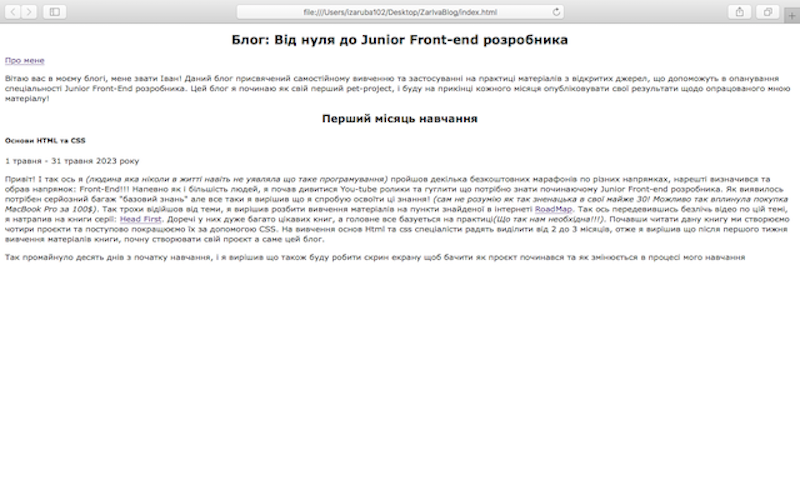 file:///Users/izaruba102/Desktop/ZarivaBlog/index.html
Блог: Від нуля до Junior Front-end розробника
Про мене
Вітаю вас в моєму блогі, мене звати Іван! Даний блог присвячений самостійному вивченню та застосуванні на практиці матеріалів з відкритих джерел, що допоможуть в опанування
спеціальності Junior Front-End розробника. Цей блог я починаю як свій перший pet-project, і буду на прикінці кожного місяця опубліковувати свої результати щодо опрацованого мною
матеріалу!
Перший місяць навчання
Основи HTML та CSS
1 травня - 31 травня 2023 року
Привіт! І так ось я (людина яка ніколи в житті навіть не уявляла що таке програмування) пройшов декілька безкоштовних марафонів по різних напрямках, нарешті визначився та
обрав напрямок: Front-End!!! Напевно як і більшість людей, я почав дивитися You-tube ролики та гуглити що потрібно знати починаючому Junior Front-end розробника. Як виявилось
потрібен серйозний багаж "базовий знань" але все таки я вирішив що я спробую освоїти ці знання! (сам не розумію як так зненацька в свої майже 30! Можливо так вплинула покупка
MacBook Pro за 100$). Так трохи відійшов від теми, я вирішив розбити вивчення матеріалів на пункти знайденої в інтернеті RoadMap. Так ось передевившись безліч відео по цій темі,
я натрапив на книги серії: Head First. Доречі у них дуже багато цікавих книг, а головне все базується на практиці(Що так нам необхідна!!!). Почавши читати дану книгу ми створюємо
чотири проєкти та поступово покращюємо їх за допомогою CSS. На вивчення основ Html та css спеціалісти радять виділити від 2 до 3 місяців, отже я вирішив що після першого тижня
вивчення матеріалів книги, почну створювати свій проєкт а саме цей блог.
Так промайнуло десять днів з початку навчання, і я вирішив що також буду робити скрин екрану щоб бачити як проєкт починався та як змінюється в процесі мого навчання